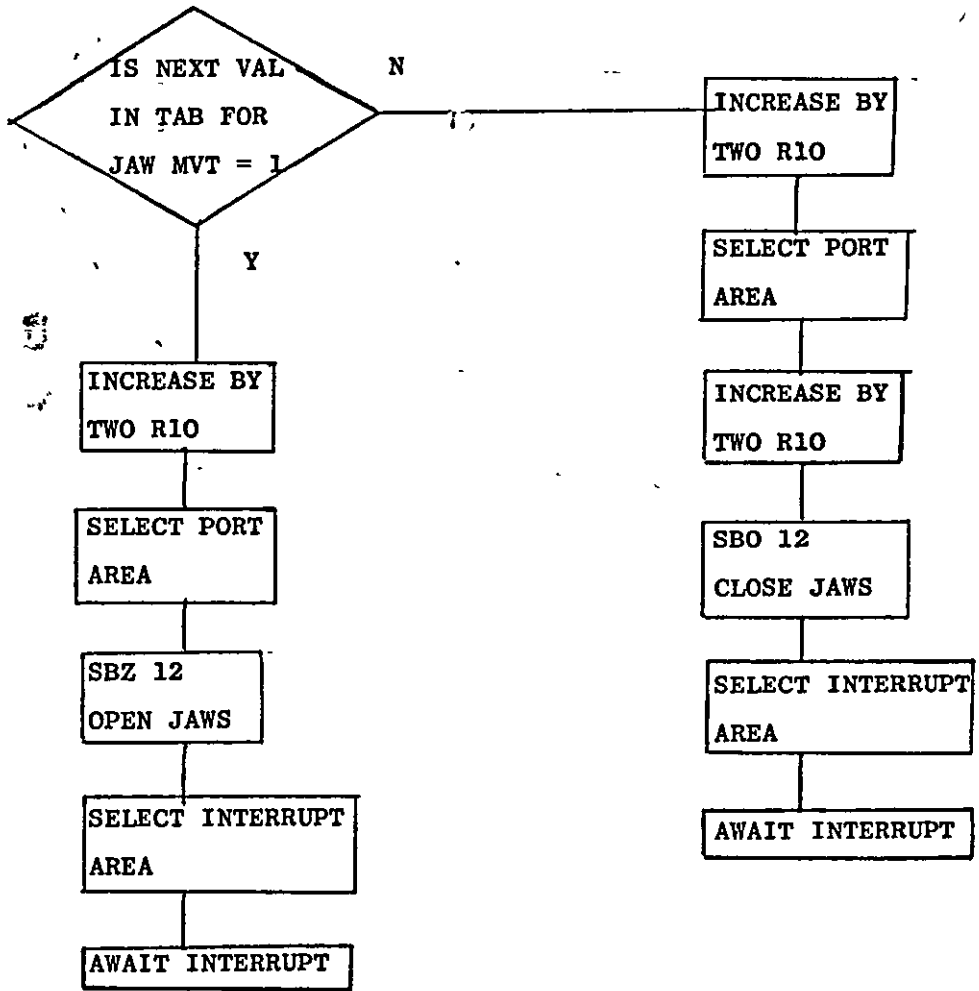 IS NEXT VAL
IN TAB FOR
JAW MVT = 1
N
Y
INCREASE BY
TWO R10
SELECT PORT
AREA
SBZ 12
OPEN JAWS
SELECT INTERRUPT
AREA
AWAIT INTERRUPT
INCREASE BY
TWO R10
SELECT PORT
AREA
INCREASE BY
TWO R10
SBO 12
CLOSE JAWS
SELECT INTERRUPT
AREA
AWAIT INTERRUPT